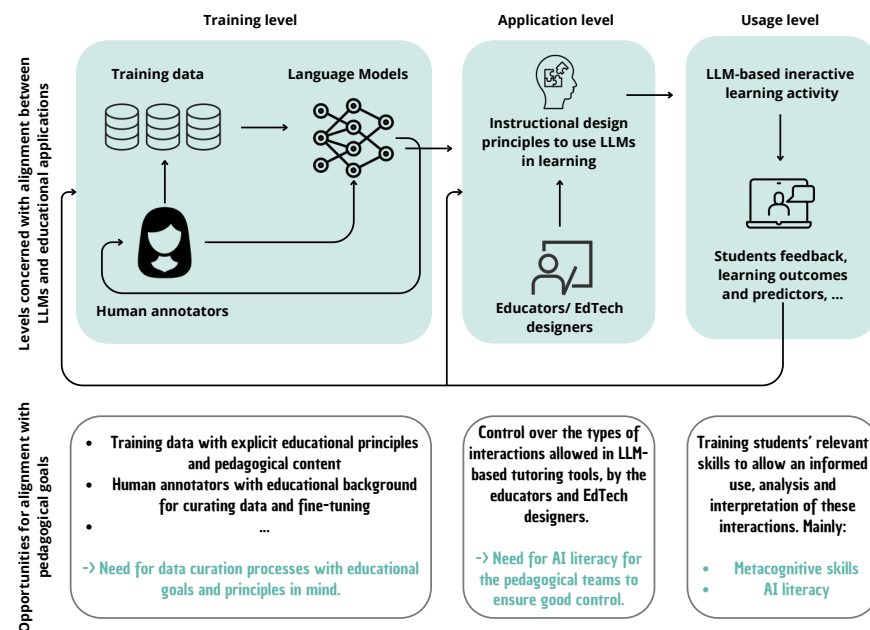 Training level
Application level
Usage level
Levels concerned with alignment between
LLMs and educational applications
Training data
Language Models
Human annotators
Instructional design
principles to use LLMs
in learning
Educators/ EdTech
designers
LLM-based ineractive
learning activity
Students feedback,
learning outcomes
and predictors, ...
Opportunities for alignment with
pedagogical goals
• Training data with explicit educational principles
and pedagogical content
• Human annotators with educational background
for curating data and fine-tuning
• ...
-> Need for data curation processes with educational
goals and principles in mind.
Control over the types of
interactions allowed in LLM-
based tutoring tools, by the
educators and EdTech
designers.
-> Need for AI literacy for
the pedagogical teams to
ensure good control.
Training students' relevant
skills to allow an informed
use, analysis and
interpretation of these
interactions. Mainly:
• Metacognitive skills
• AI literacy